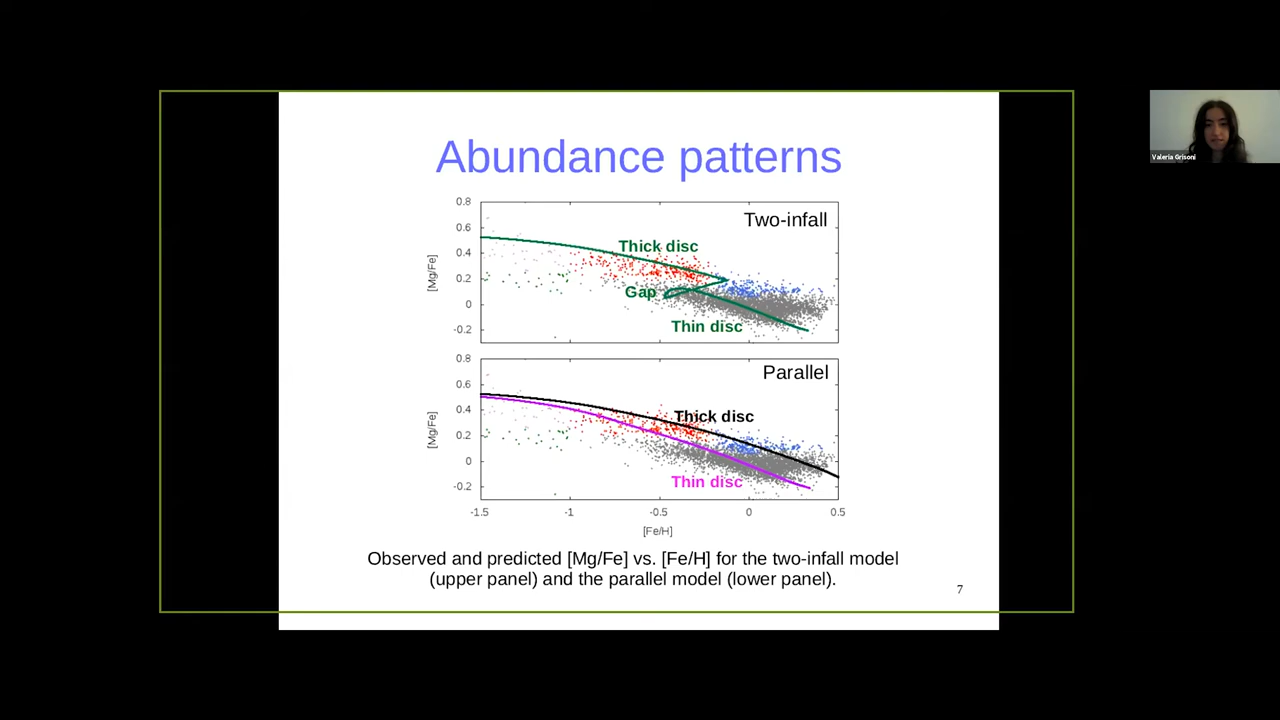 Abundance patterns
0.8
0.6
0.4
0.2
0
-0.2
[Mg/Fe]
Two-infall
Thick disc
Gap
Thin disc
0.8
0.6
0.4
0.2
0
-0.2
[Mg/Fe]
Parallel
Thick disc
Thin disc
-1.5 -1 -0.5 0 0.5
[Fe/H]
Observed and predicted [Mg/Fe] vs. [Fe/H] for the two-infall model
(upper panel) and the parallel model (lower panel).
7
Valeria Grisoni